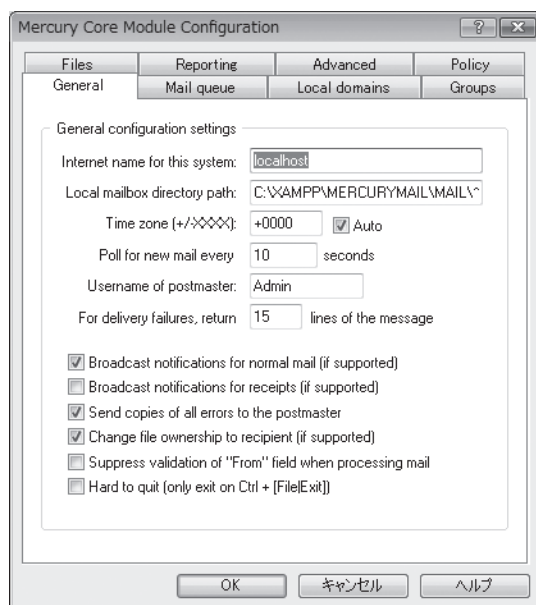 Mercury Core Module Configuration
Files Reporting Advanced Policy
General Mail queue Local domains Groups
General configuration settings
Internet name for this system: localhost
Local mailbox directory path: C:\XAMPP\MERCURYMAIL\MAIL\^
Time zone (+/-XXXX): +0000 Auto
Poll for new mail every 10 seconds
Username of postmaster: Admin
For delivery failures, return 15 lines of the message
Broadcast notifications for normal mail (if supported)
Broadcast notifications for receipts (if supported)
Send copies of all errors to the postmaster
Change file ownership to recipient (if supported)
Suppress validation of "From" field when processing mail
Hard to quit (only exit on Ctrl + [File|Exit])
OK キャンセル ヘルプ